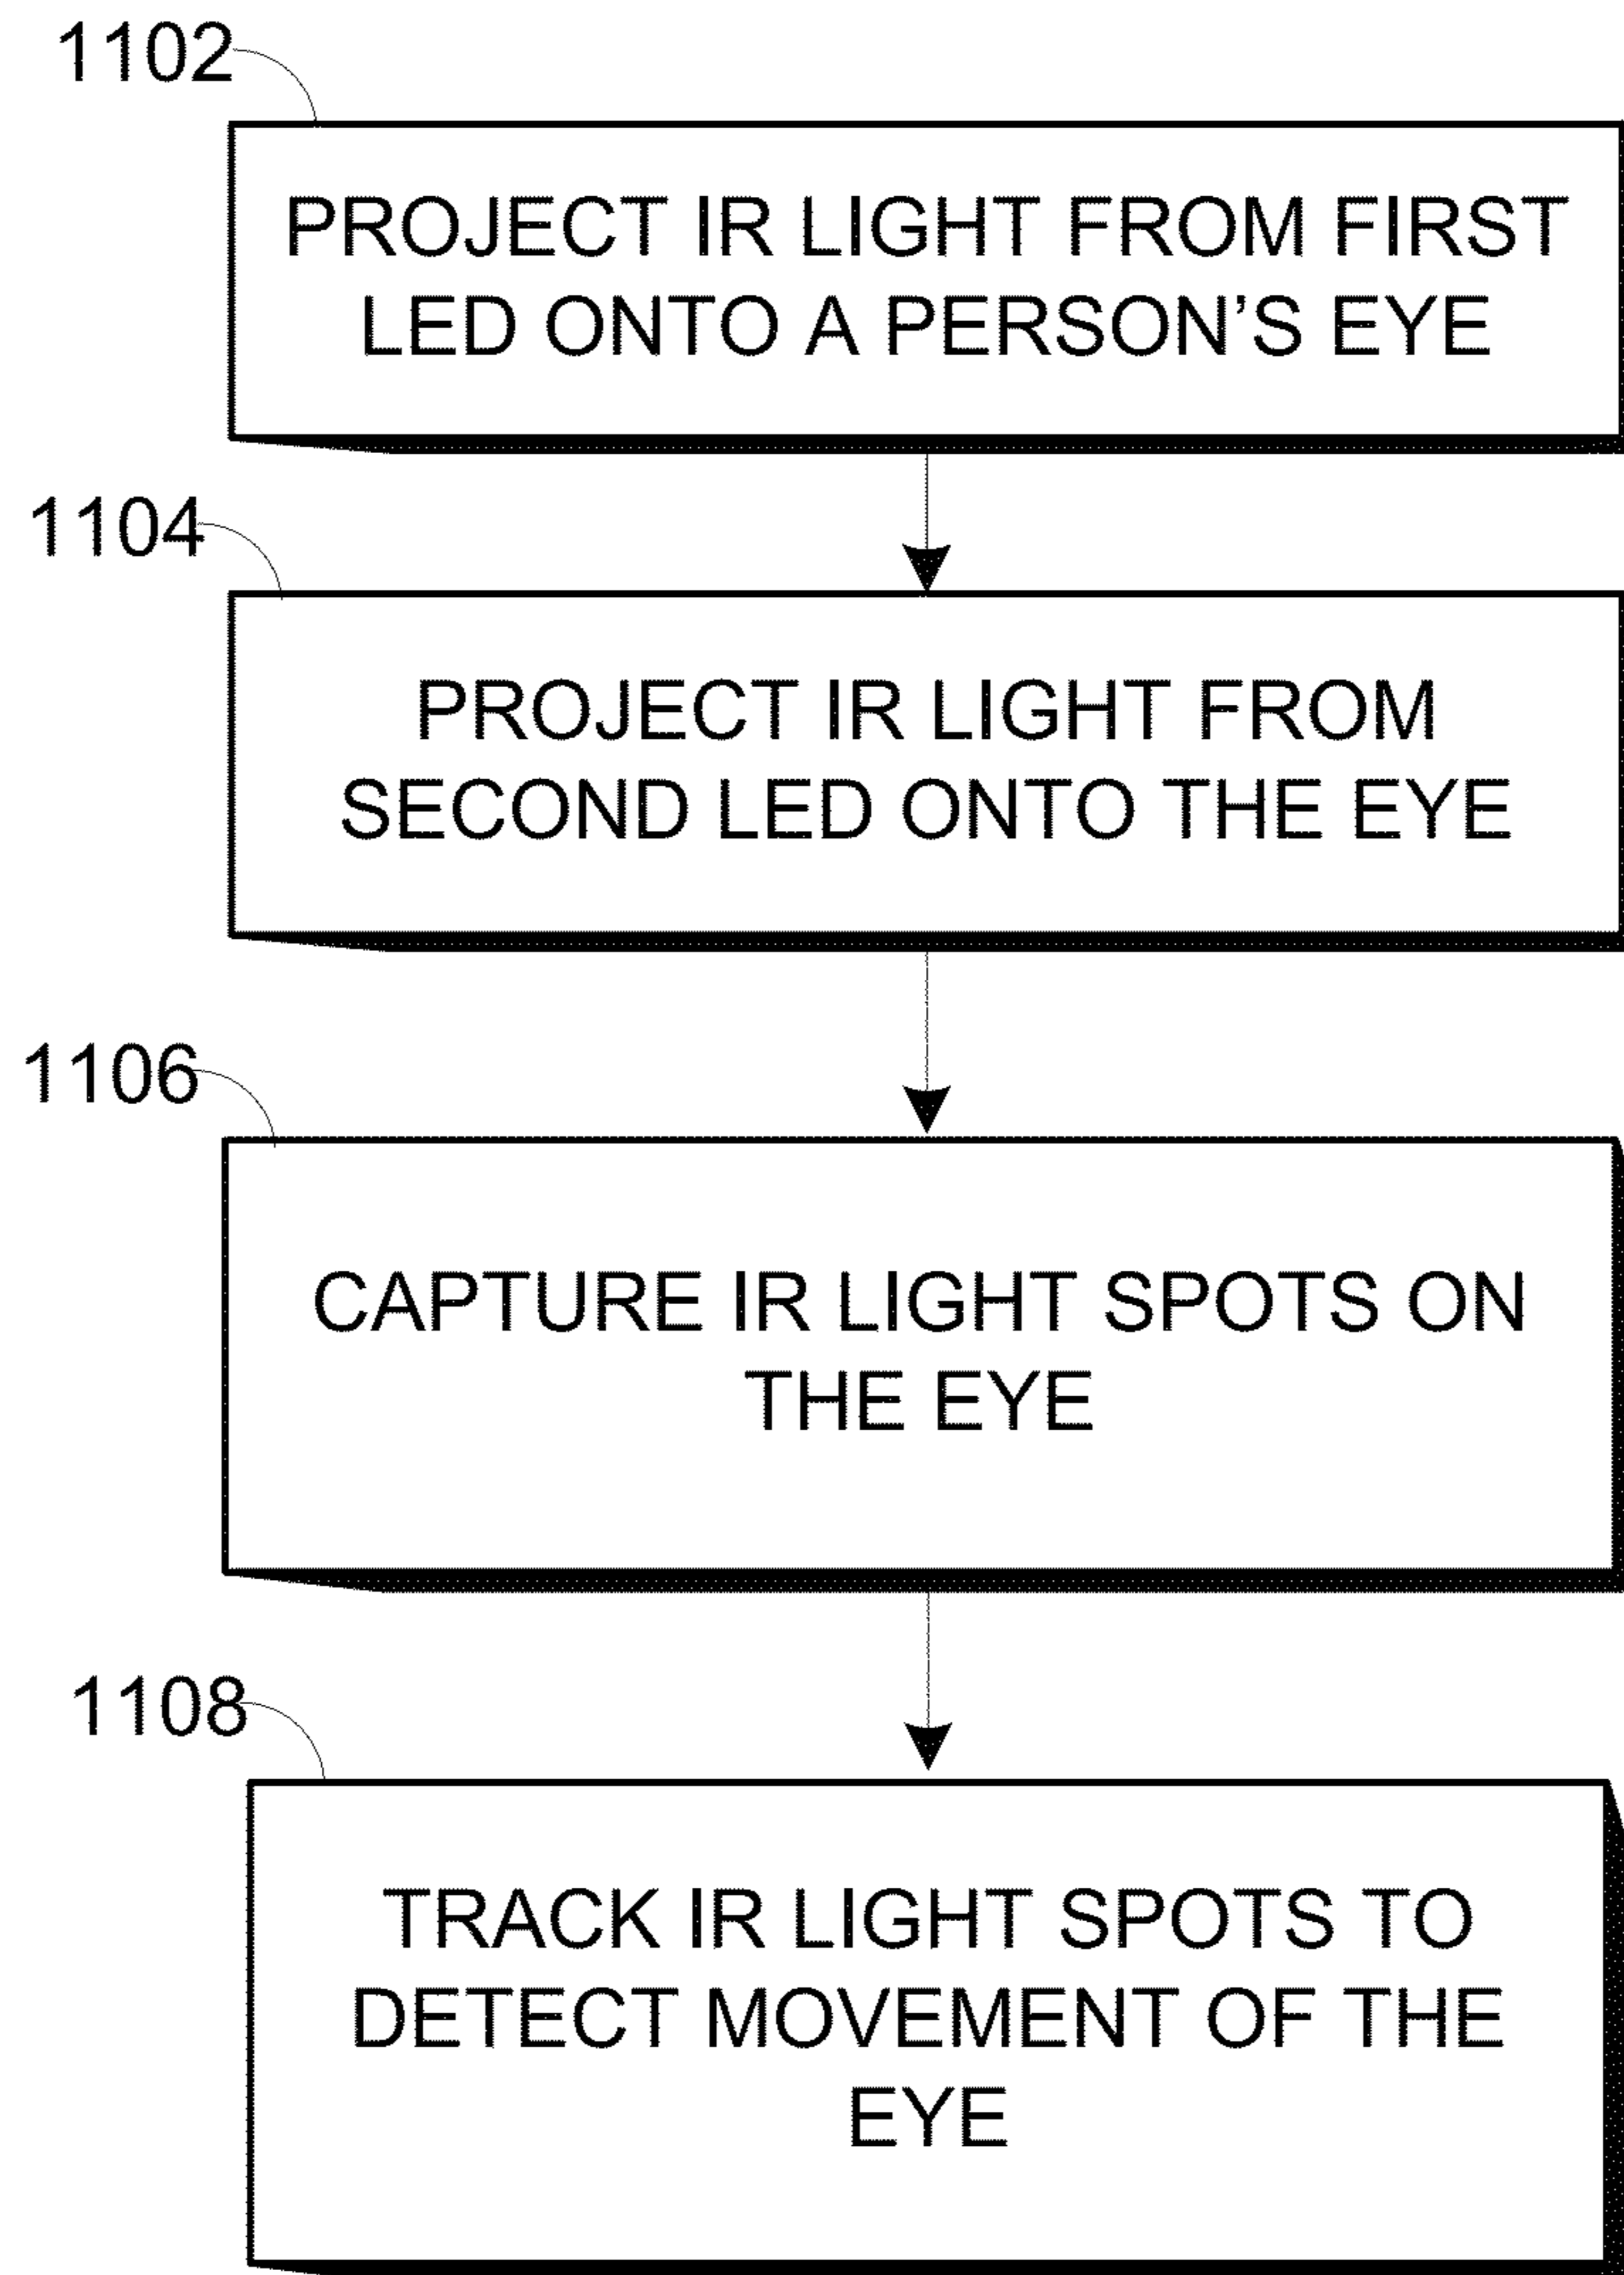 1102
PROJECT IR LIGHT FROM FIRST
LED ONTO A PERSON’S EYE
1104
PROJECT IR LIGHT FROM
SECOND LED ONTO THE EYE
1106
CAPTURE IR LIGHT SPOTS ON
THE EYE
1108
TRACK IR LIGHT SPOTS TO
DETECT MOVEMENT OF THE
EYE